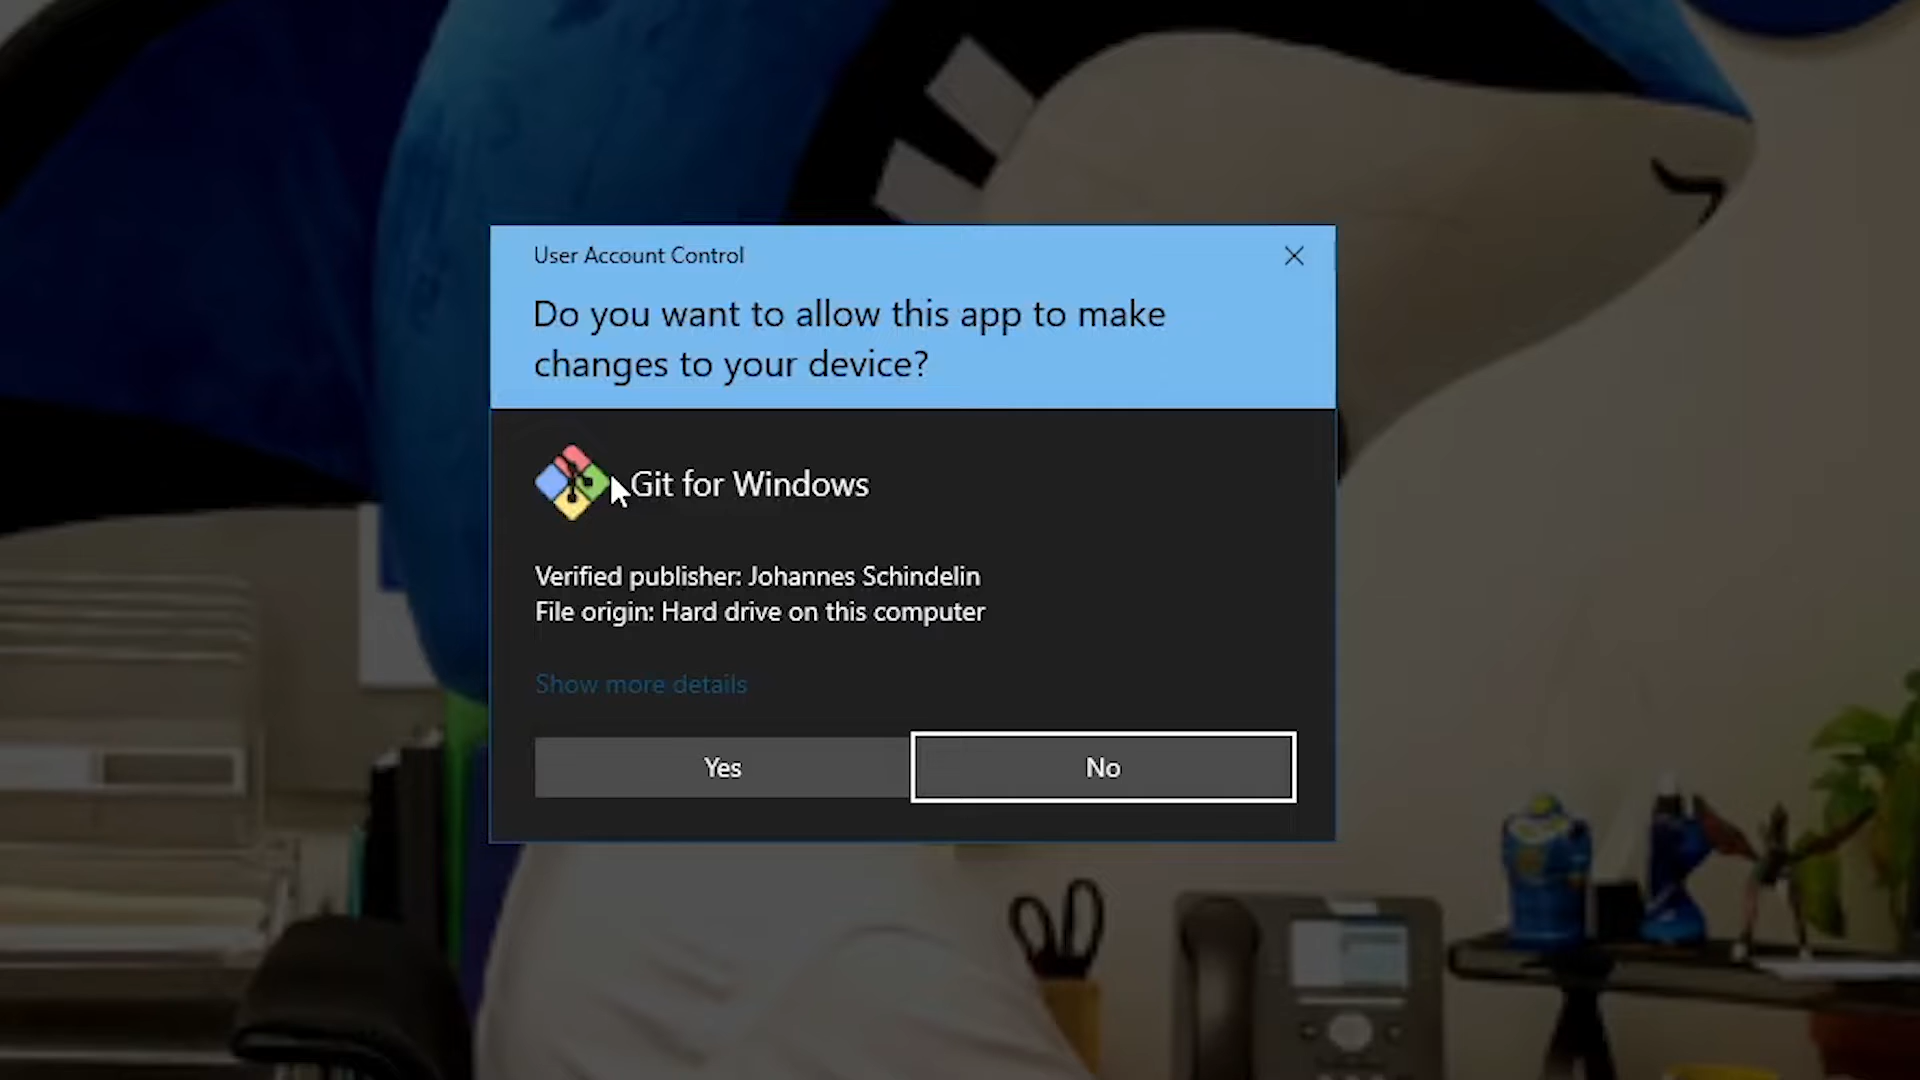 User Account Control
Do you want to allow this app to make
changes to your device?
Git for Windows
Verified publisher: Johannes Schindelin
File origin: Hard drive on this computer
Show more details
Yes
No